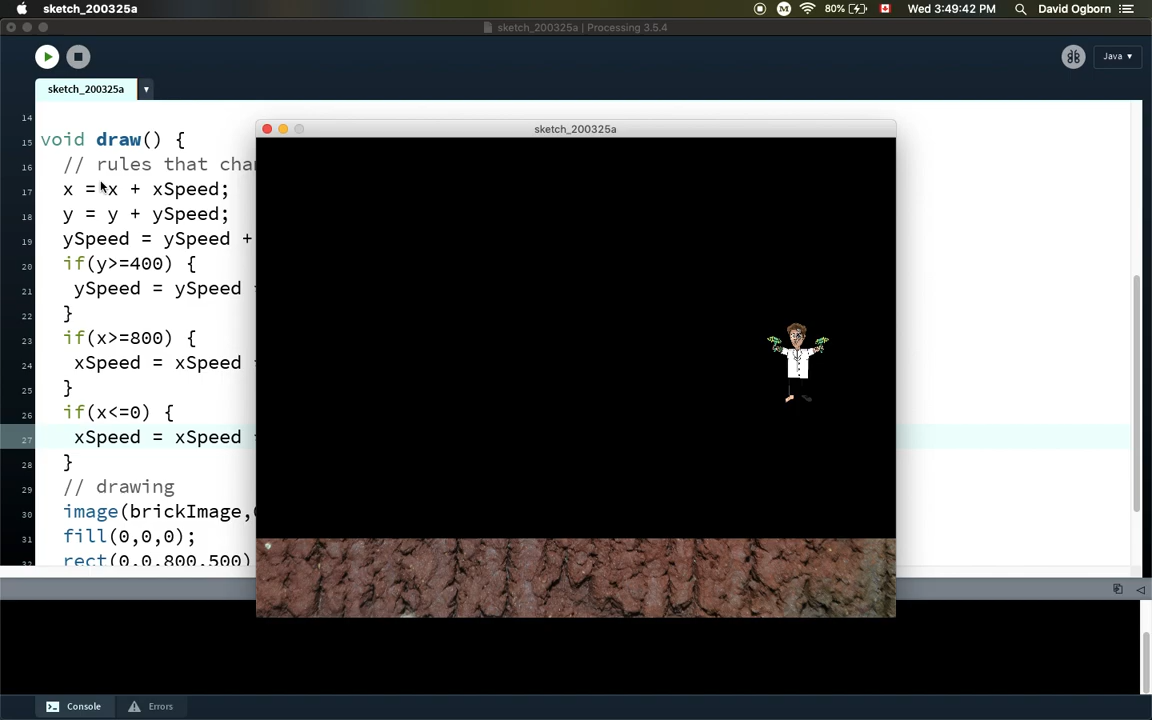 sketch_200325a
M
80%
Wed 3:49:42 PM
David Ogborn
sketch_200325a | Processing 3.5.4
Java ▾
sketch_200325a
▾
sketch_200325a
14
15 void draw() {
16 // rules that cha
17 x = x + xSpeed;
18 y = y + ySpeed;
19 ySpeed = ySpeed +
20 if(y>=400) {
21 ySpeed = ySpeed
22 }
23 if(x>=800) {
24 xSpeed = xSpeed
25 }
26 if(x<=0) {
27 xSpeed = xSpeed
28 }
29 // drawing
30 image(brickImage,
31 fill(0,0,0);
32 rect(0,0,800,500)
Console
Errors